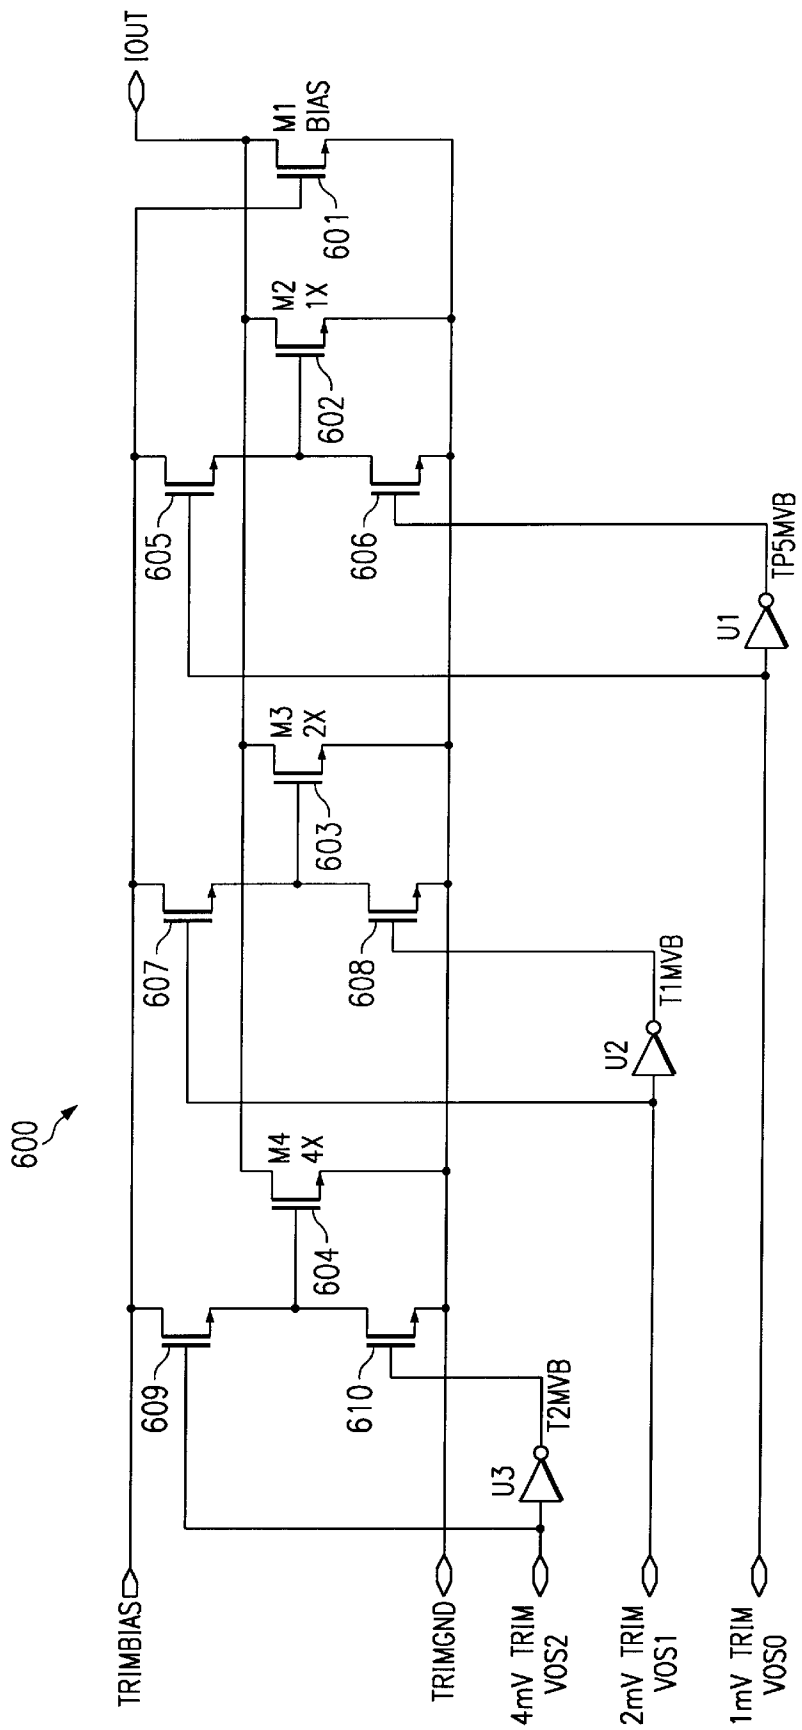 600
TRIMBIAS
TRIMGND
4mV TRIM
VOS2
2mV TRIM
VOS1
1mV TRIM
VOS0
609
610
U3
T2MVB
604
M4
4X
607
608
U2
T1MVB
603
M3
2X
605
606
U1
TP5MVB
602
M2
1X
601
M1
BIAS
IOUT